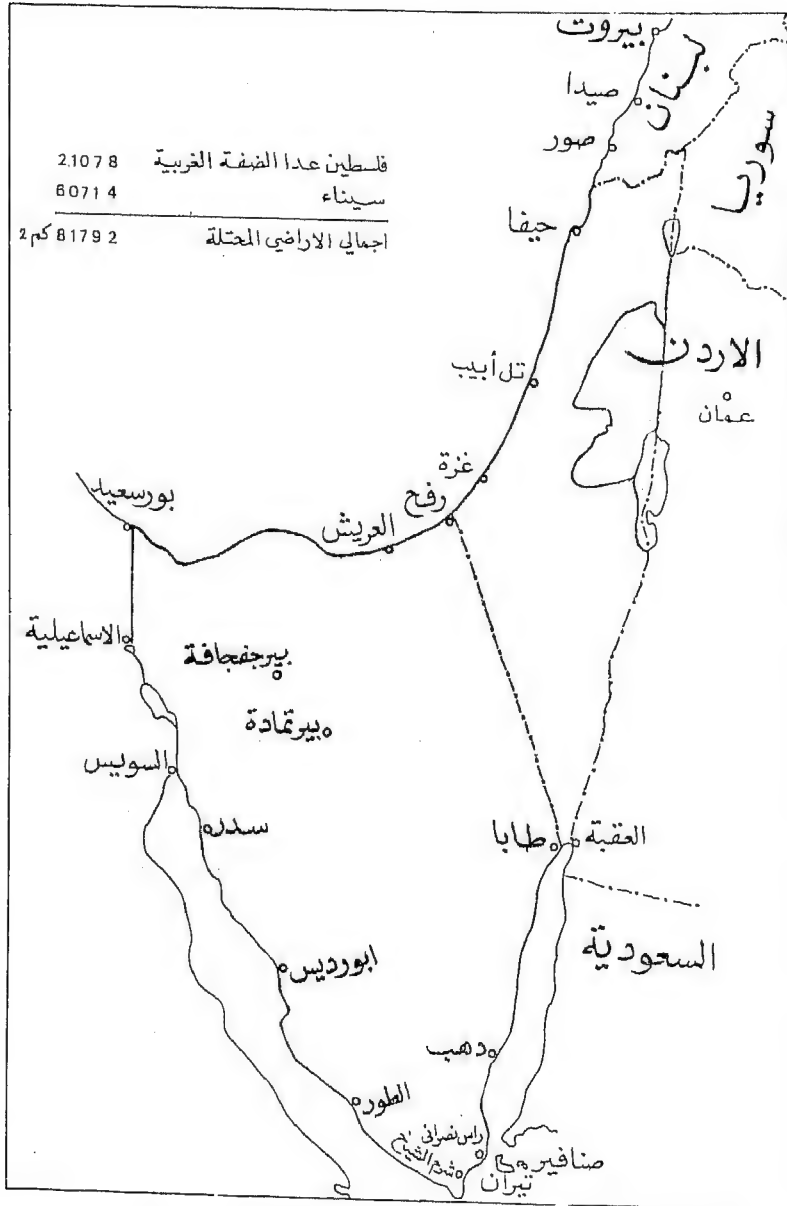 بيروت
لبنان
صيدا
سوريا
صور
فلسطين عدا الضفة الغربية 21078
سيناء 60714
اجمالي الاراضي المحتلة 81792 كم2
حيفا
الاردن
تل أبيب
عمان
غزة
رفح
بورسعيد
العريش
الاسماعيلية
بيرجفجافة
بيرتمادة
السويس
سدر
طابا
العقبة
السعودية
ابورديس
دهب
الطور
راس نصراني
شرم الشيخ
صنافير
تيران